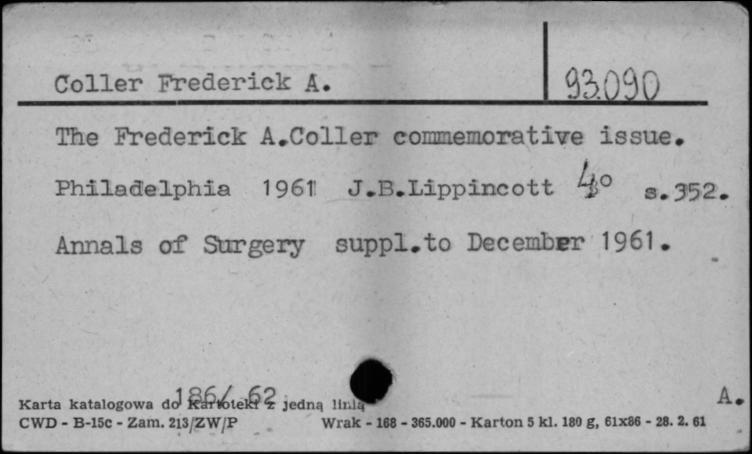 Coller Frederick A.
93.090
The Frederick A.Coller commemorative issue.
Philadelphia 1961 J.B.Lippincott 4° s.352.
Annals of Surgery suppl.to December 1961.
186/62
A.
Karta katalogowa do kartoteki z jedną linią
CWD - B-15c - Zam. 213/ZW/P Wrak - 168 - 365.000 - Karton 5 kl. 180 g, 61x86 - 28. 2. 61